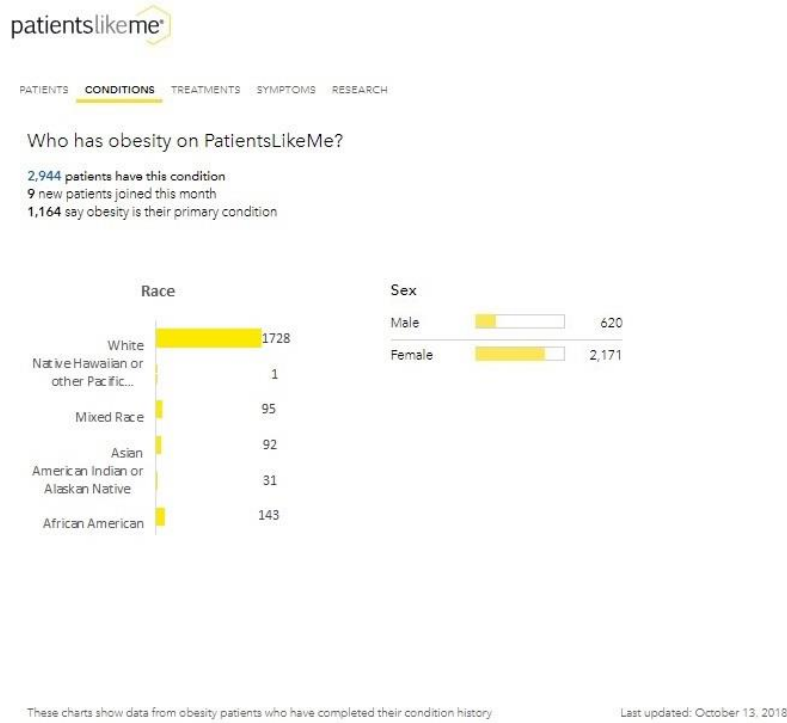 patientslikeme®
PATIENTS CONDITIONS TREATMENTS SYMPTOMS RESEARCH
Who has obesity on PatientsLikeMe?
2,944 patients have this condition
9 new patients joined this month
1,164 say obesity is their primary condition
Race
White 1728
Native Hawaiian or
other Pacific... 1
Mixed Race 95
Asian 92
American Indian or
Alaskan Native 31
African American 143
Sex
Male 620
Female 2,171
These charts show data from obesity patients who have completed their condition history
Last updated: October 13, 2018